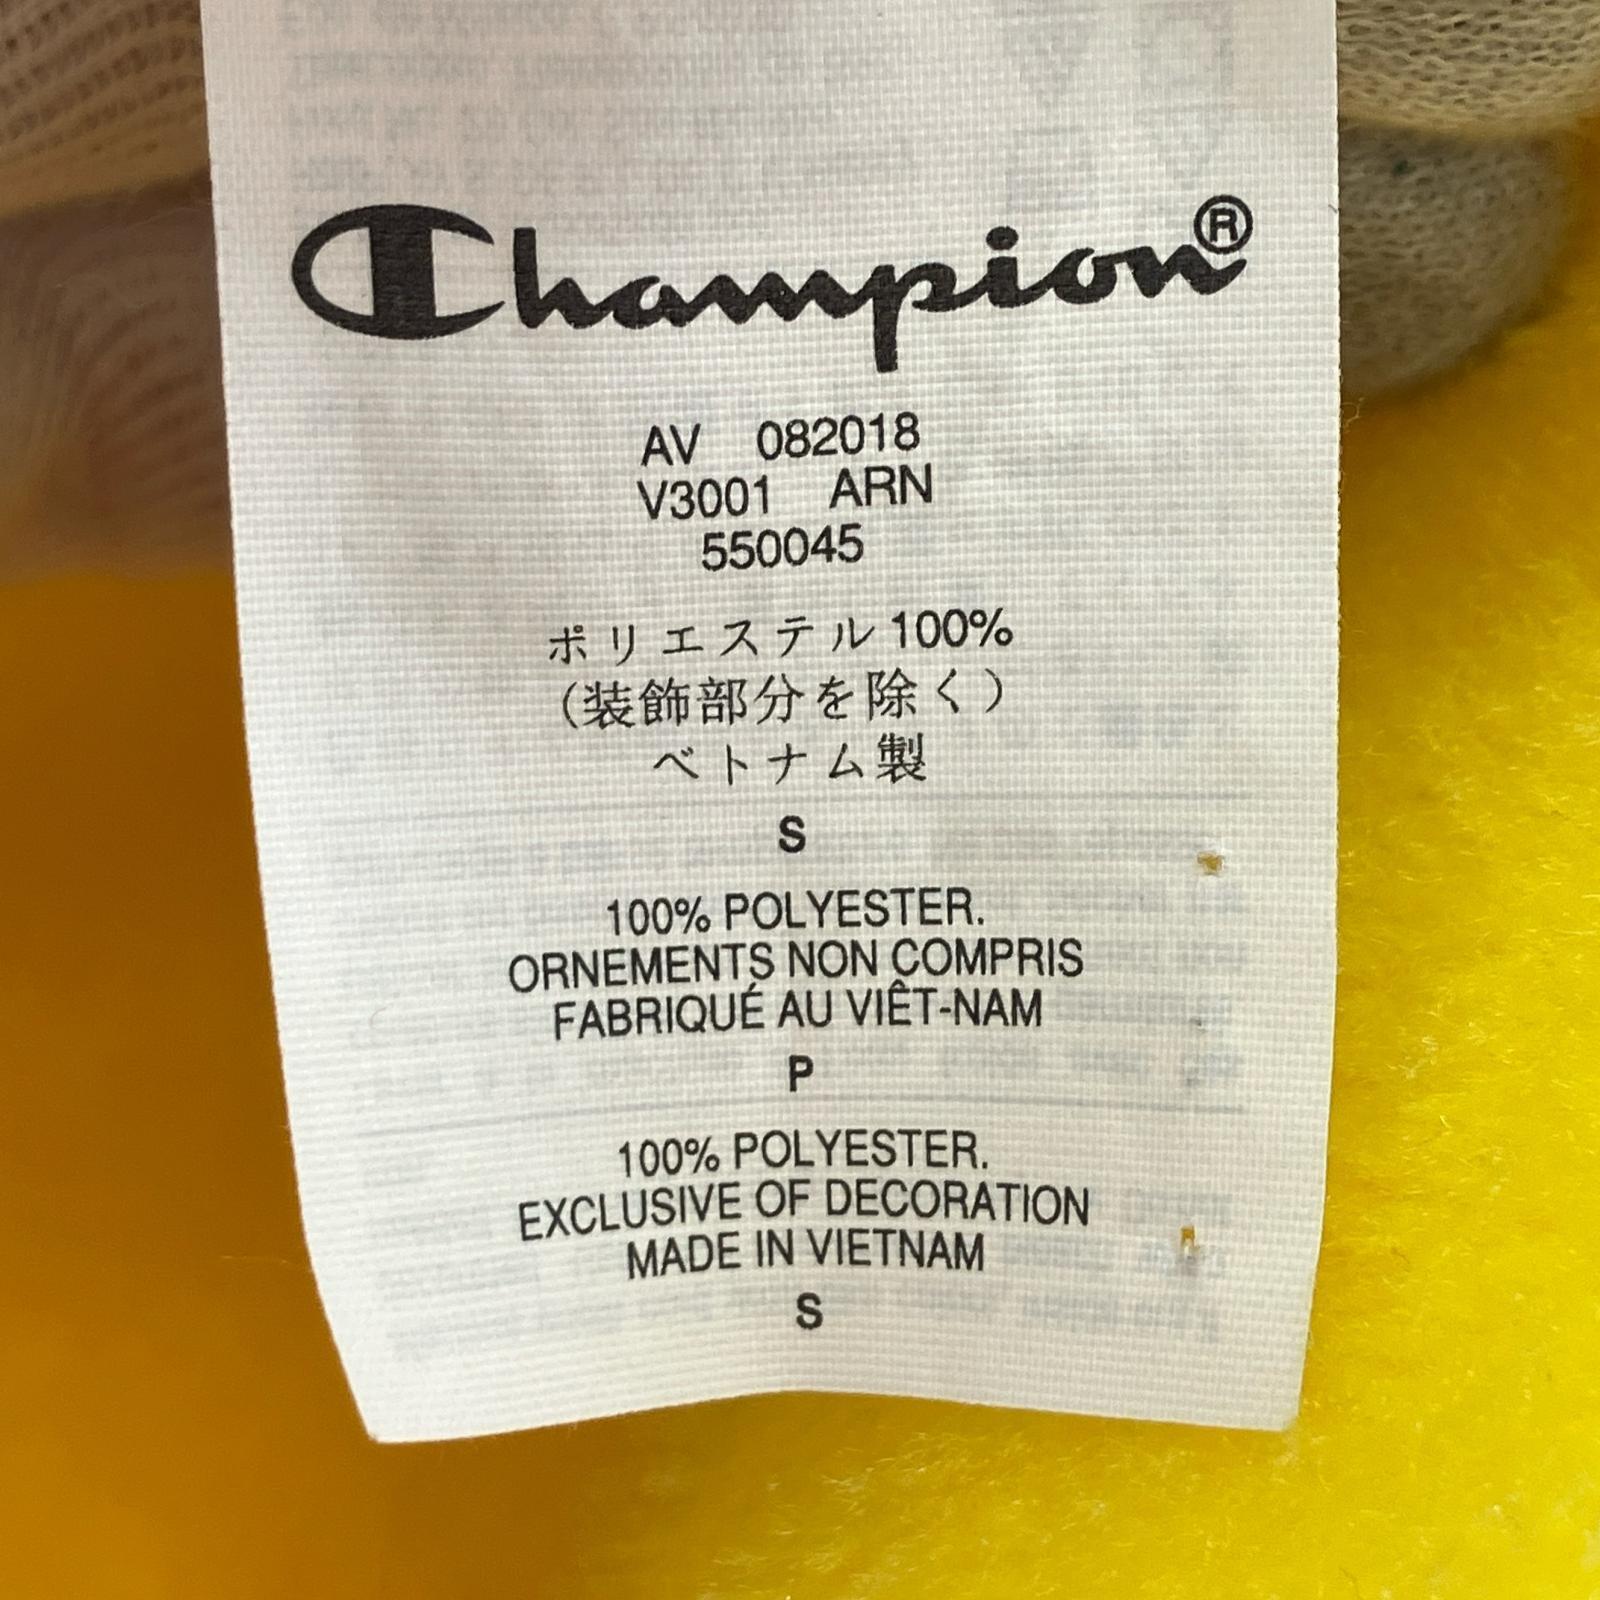 Champion®
AV 082018
V3001 ARN
550045
ポリエステル100%
(装飾部分を除く)
ベトナム製
S
100% POLYESTER.
ORNEMENTS NON COMPRIS
FABRIQUÉ AU VIÊT-NAM
P
100% POLYESTER.
EXCLUSIVE OF DECORATION
MADE IN VIETNAM
S